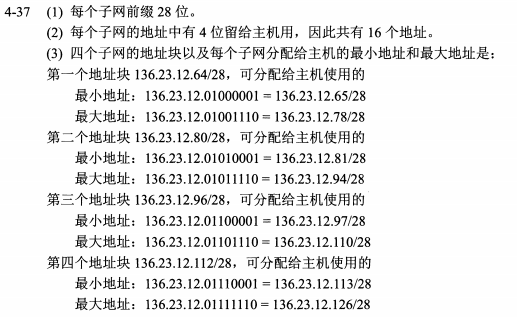 4-37 (1) 每个子网前缀 28 位。
(2) 每个子网的地址中有 4 位留给主机用，因此共有 16 个地址。
(3) 四个子网的地址块以及每个子网分配给主机的最小地址和最大地址是：
第一个地址块 136.23.12.64/28，可分配给主机使用的
最小地址：136.23.12.01000001 = 136.23.12.65/28
最大地址：136.23.12.01001110 = 136.23.12.78/28
第二个地址块 136.23.12.80/28，可分配给主机使用的
最小地址：136.23.12.01010001 = 136.23.12.81/28
最大地址：136.23.12.01011110 = 136.23.12.94/28
第三个地址块 136.23.12.96/28，可分配给主机使用的
最小地址：136.23.12.01100001 = 136.23.12.97/28
最大地址：136.23.12.01101110 = 136.23.12.110/28
第四个地址块 136.23.12.112/28，可分配给主机使用的
最小地址：136.23.12.01110001 = 136.23.12.113/28
最大地址：136.23.12.01111110 = 136.23.12.126/28